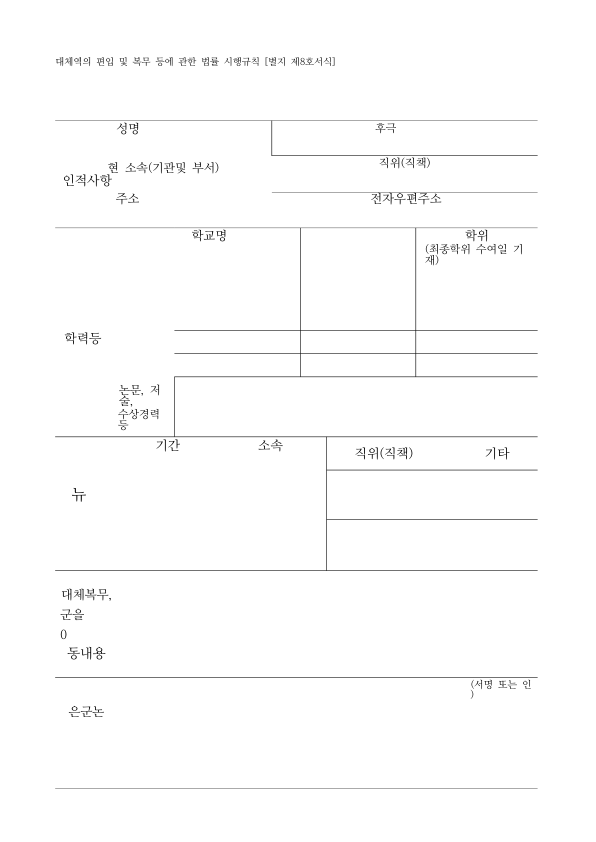 대체역의 편입 및 복무 등에 관한 법률 시행규칙 [별지 제8호서식]
성명 후극
현 소속(기관및 부서) 직위(직책)
인적사항
주소 전자우편주소
학교명 학위
(최종학위 수여일 기
재)
학력등
논문, 저
술,
수상경력
등
기간 소속 직위(직책) 기타
뉴
대체복무,
군을
0
동내용
(서명 또는 인
)
은군논